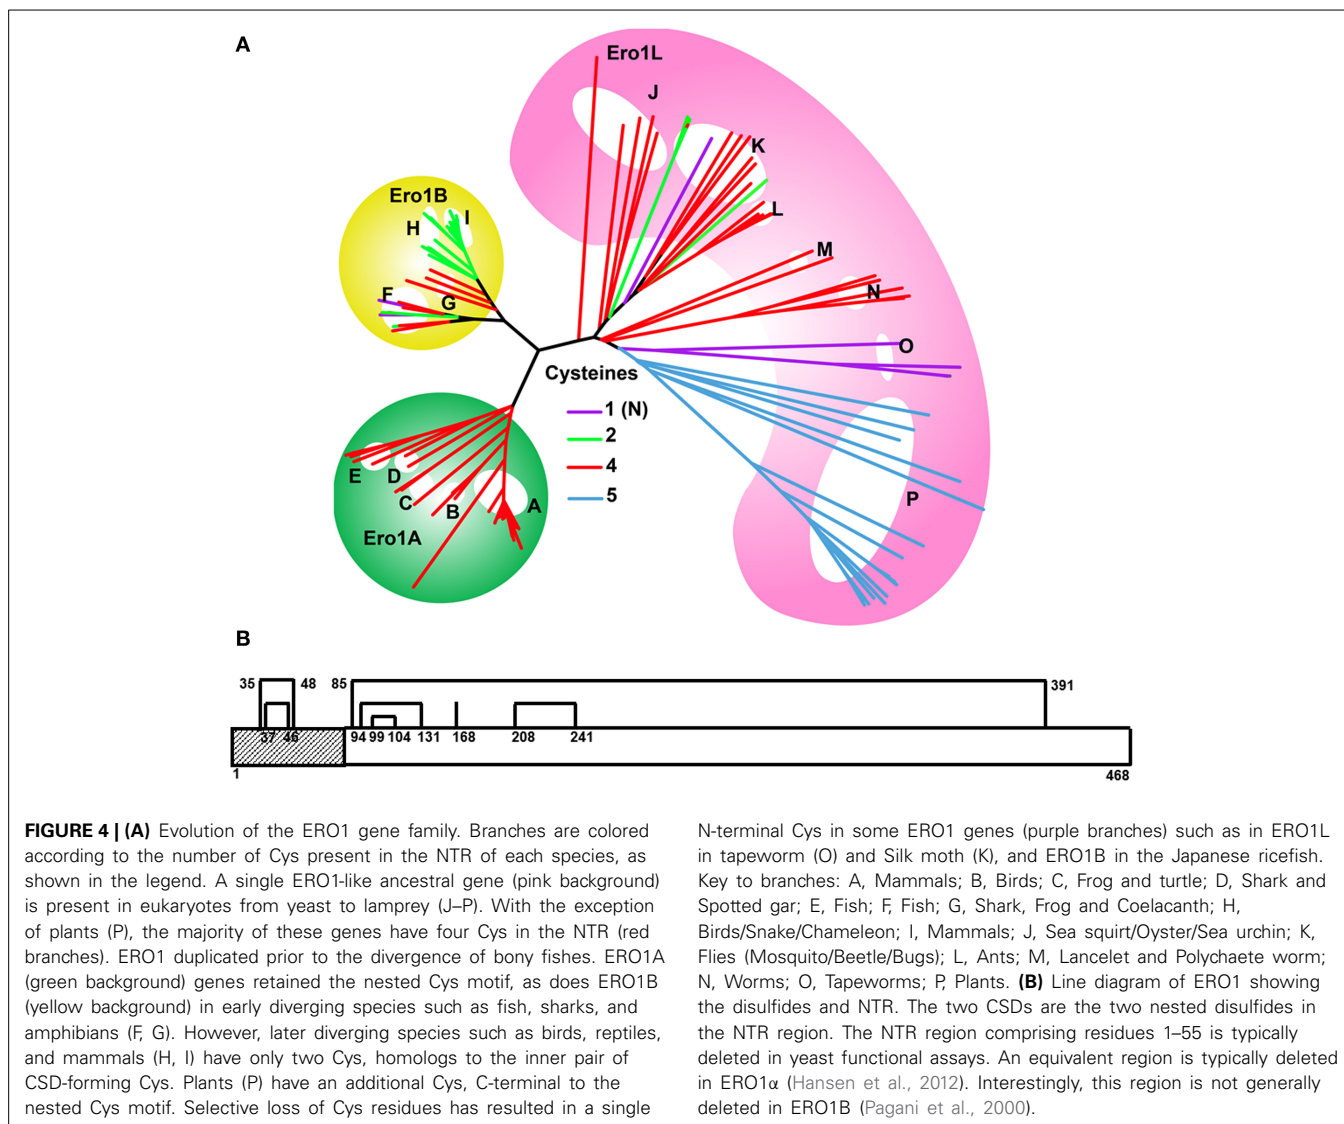 A
Ero1L
J
K
Ero1B
I
H
L
M
F
G
N
O
Cysteines
1 (N)
2
4
5
E
D
C
B
A
P
Ero1A
B
35 48 85 391
37 46 94 99 104 131 168 208 241
1 468
FIGURE 4 | (A) Evolution of the ERO1 gene family. Branches are colored
according to the number of Cys present in the NTR of each species, as
shown in the legend. A single ERO1-like ancestral gene (pink background)
is present in eukaryotes from yeast to lamprey (J–P). With the exception
of plants (P), the majority of these genes have four Cys in the NTR (red
branches). ERO1 duplicated prior to the divergence of bony fishes. ERO1A
(green background) genes retained the nested Cys motif, as does ERO1B
(yellow background) in early diverging species such as fish, sharks, and
amphibians (F, G). However, later diverging species such as birds, reptiles,
and mammals (H, I) have only two Cys, homologs to the inner pair of
CSD-forming Cys. Plants (P) have an additional Cys, C-terminal to the
nested Cys motif. Selective loss of Cys residues has resulted in a single
N-terminal Cys in some ERO1 genes (purple branches) such as in ERO1L
in tapeworm (O) and Silk moth (K), and ERO1B in the Japanese ricefish.
Key to branches: A, Mammals; B, Birds; C, Frog and turtle; D, Shark and
Spotted gar; E, Fish; F, Fish; G, Shark, Frog and Coelacanth; H,
Birds/Snake/Chameleon; I, Mammals; J, Sea squirt/Oyster/Sea urchin; K,
Flies (Mosquito/Beetle/Bugs); L, Ants; M, Lancelet and Polychaete worm;
N, Worms; O, Tapeworms; P, Plants. (B) Line diagram of ERO1 showing
the disulfides and NTR. The two CSDs are the two nested disulfides in
the NTR region. The NTR region comprising residues 1–55 is typically
deleted in yeast functional assays. An equivalent region is typically deleted
in ERO1α (Hansen et al., 2012). Interestingly, this region is not generally
deleted in ERO1B (Pagani et al., 2000).